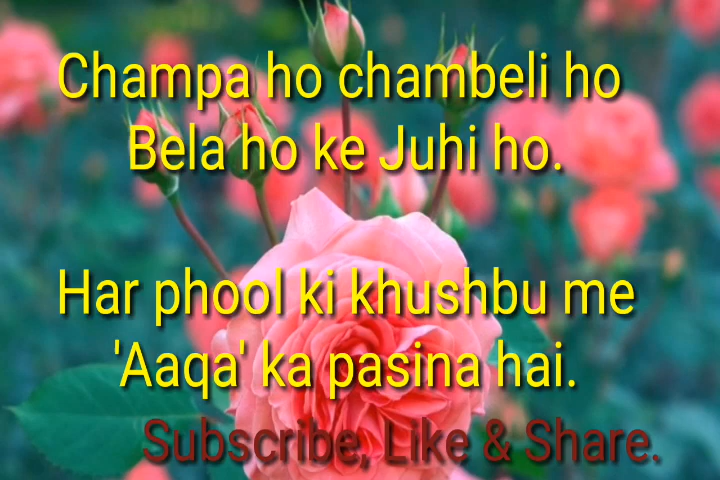 Champa ho chambeli ho
Bela ho ke Juhi ho.
Har phool ki khushbu me
'Aaqa' ka pasina hai.
Subscribe, Like & Share.